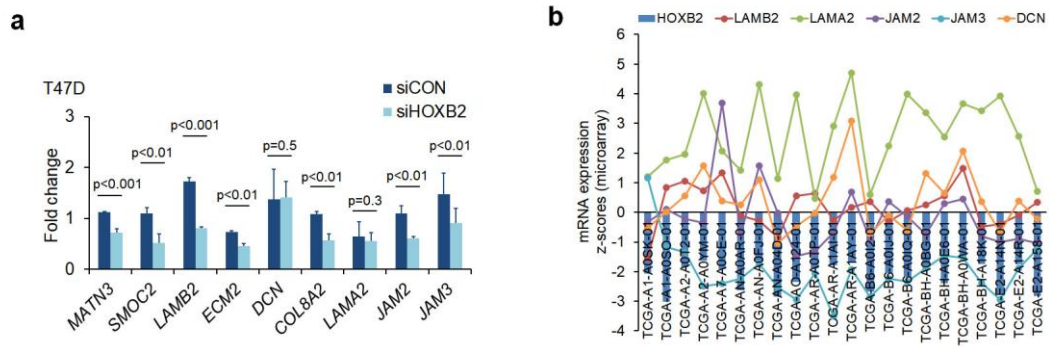 a
T47D
siCON
siHOXB2
Fold change
3
2
1
0
p<0.001
p<0.01
p<0.001
p<0.01
p=0.5
p<0.01
p=0.3
p<0.01
p<0.01
MATN3
SMOC2
LAMB2
ECM2
DCN
COL8A2
LAMA2
JAM2
JAM3
b
HOXB2 LAMB2 LAMA2 JAM2 JAM3 DCN
mRNA expression
z-scores (microarray)
6
5
4
3
2
1
0
-1
-2
-3
-4
TCGA-A1-A0SK-01
TCGA-A1-A0SO-01
TCGA-A2-A0T2-01
TCGA-A2-A0YM-01
TCGA-A7-A0CE-01
TCGA-AN-A0AR-01
TCGA-AN-A0FJ-01
TCGA-AN-A04D-01
TCGA-AO-A124-01
TCGA-AR-A0TP-01
TCGA-AR-A1AI-01
TCGA-AR-A1AY-01
TCGA-B6-A0I2-01
TCGA-B6-A0IJ-01
TCGA-B6-A0IQ-01
TCGA-BH-A0BG-01
TCGA-BH-A0E6-01
TCGA-BH-A0WA-01
TCGA-BH-A18K-01
TCGA-E2-A14N-01
TCGA-E2-A14R-01
TCGA-E2-A1S8-01